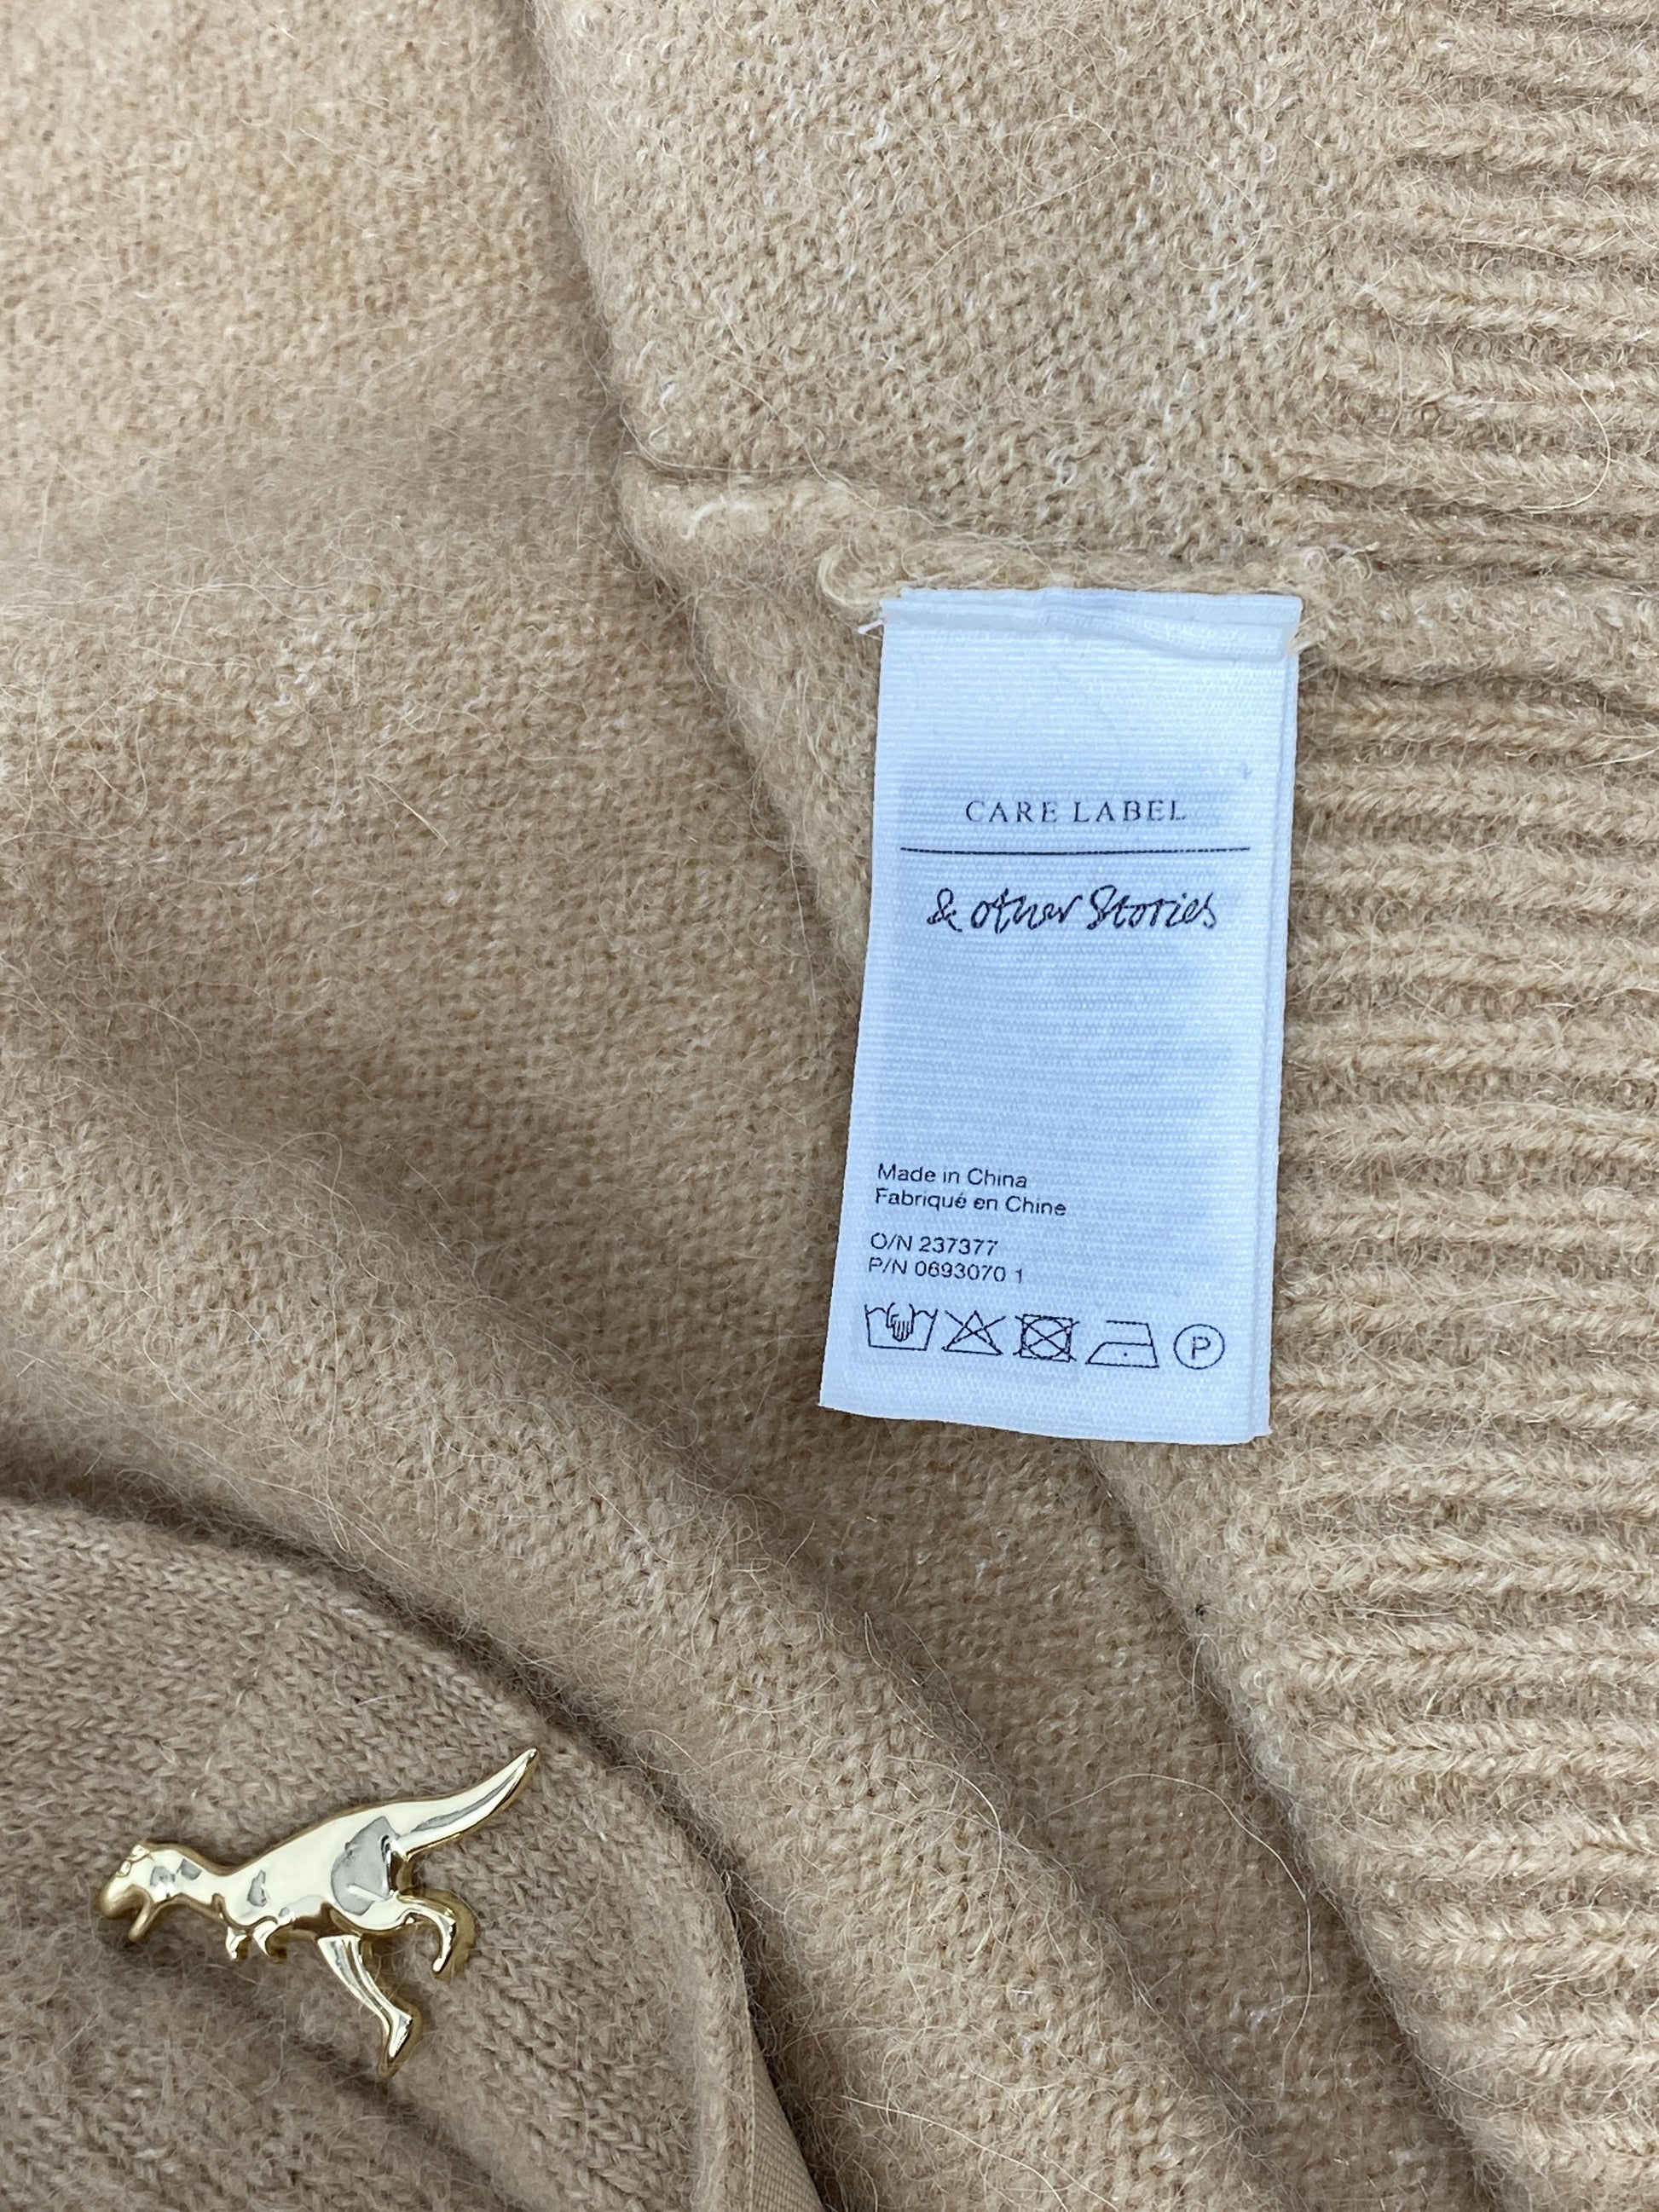 CARE LABEL
& other Stories
Made in China
Fabriqué en Chine
O/N 237377
P/N 0693070 1
P